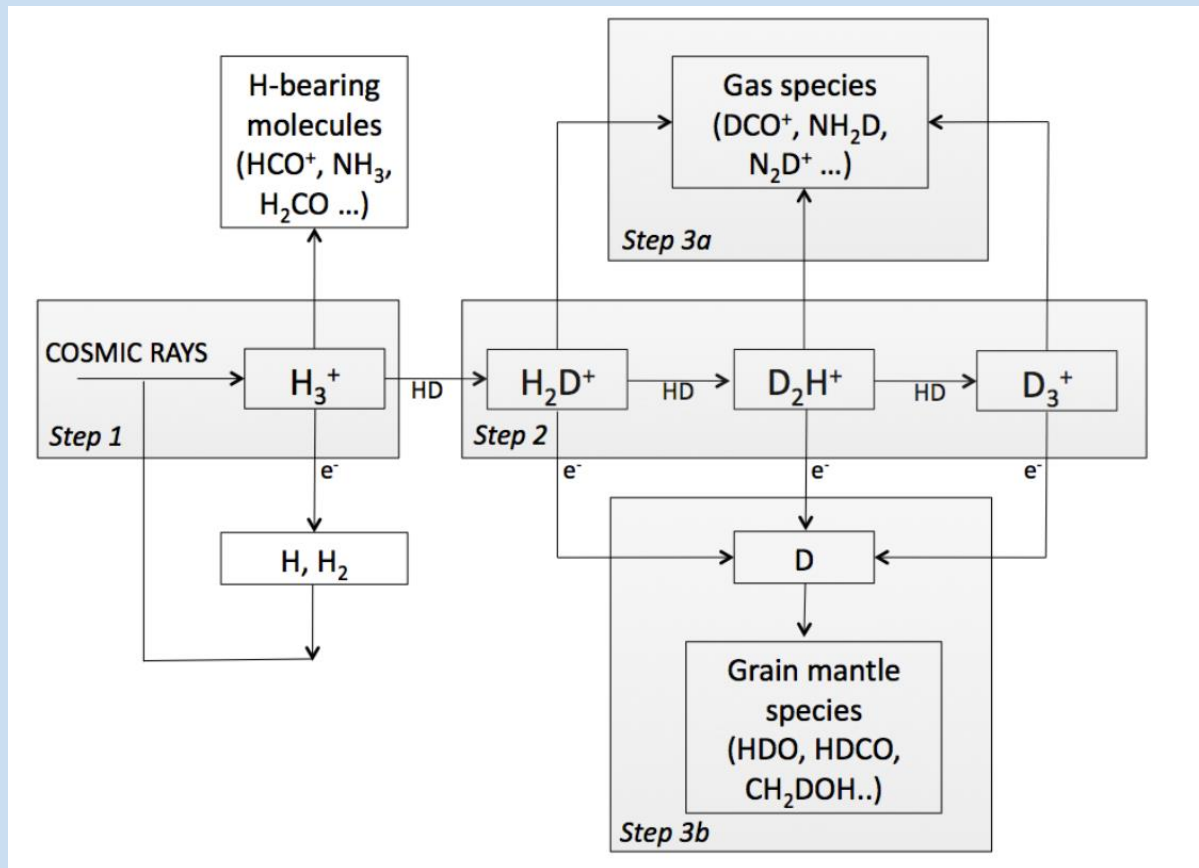 H-bearing
molecules
(HCO⁺, NH₃,
H₂CO ...)
Gas species
(DCO⁺, NH₂D,
N₂D⁺ ...)
Step 3a
COSMIC RAYS
H₃⁺
Step 1
HD
H₂D⁺
HD
D₂H⁺
HD
D₃⁺
Step 2
e⁻
e⁻
e⁻
e⁻
H, H₂
D
Grain mantle
species
(HDO, HDCO,
CH₂DOH..)
Step 3b